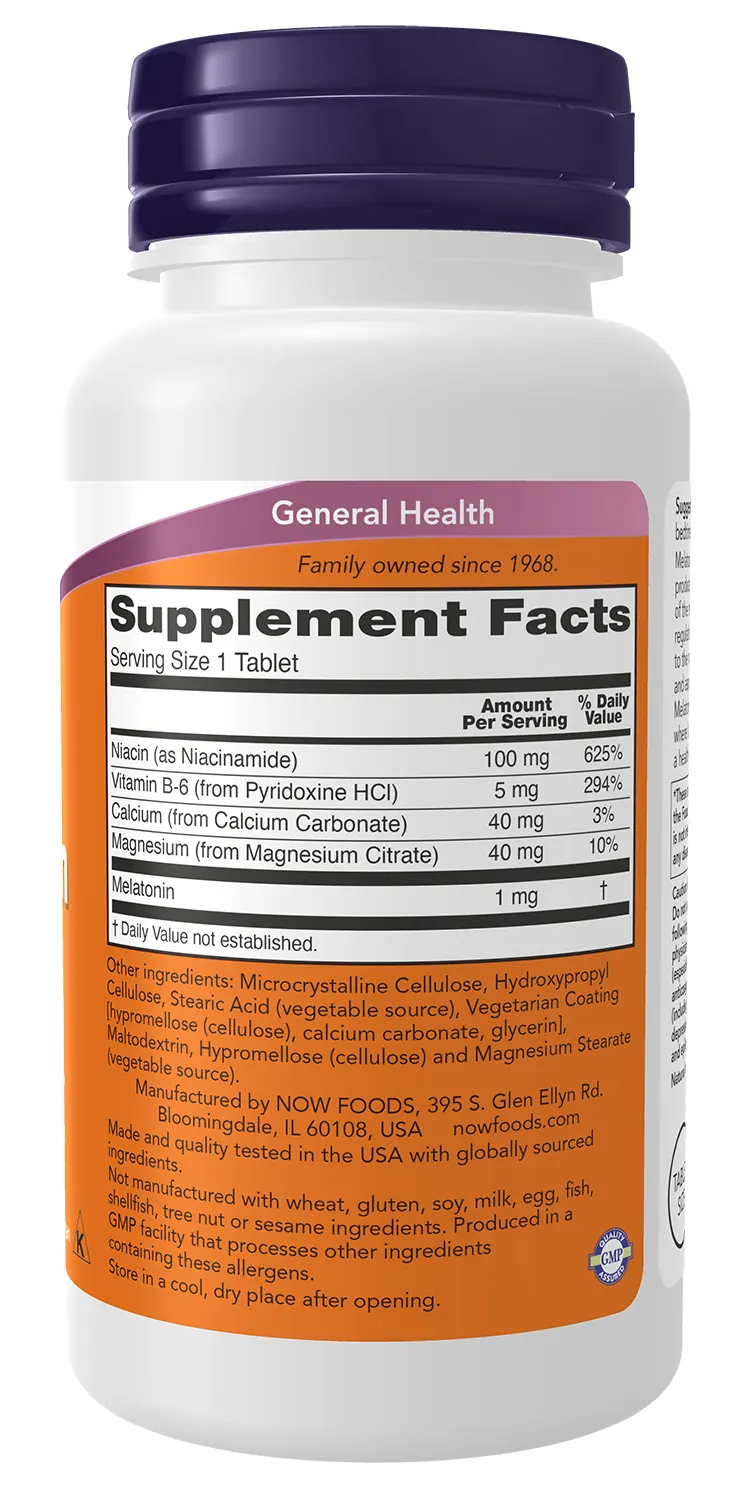 General Health
Family owned since 1968.
Supplement Facts
Serving Size 1 Tablet
Amount Per Serving % Daily Value
Niacin (as Niacinamide) 100 mg 625%
Vitamin B-6 (from Pyridoxine HCl) 5 mg 294%
Calcium (from Calcium Carbonate) 40 mg 3%
Magnesium (from Magnesium Citrate) 40 mg 10%
Melatonin 1 mg †
† Daily Value not established.
Other ingredients: Microcrystalline Cellulose, Hydroxypropyl
Cellulose, Stearic Acid (vegetable source), Vegetarian Coating
[hypromellose (cellulose), calcium carbonate, glycerin],
Maltodextrin, Hypromellose (cellulose) and Magnesium Stearate
(vegetable source).
Manufactured by NOW FOODS, 395 S. Glen Ellyn Rd.
Bloomingdale, IL 60108, USA nowfoods.com
Made and quality tested in the USA with globally sourced
ingredients.
Not manufactured with wheat, gluten, soy, milk, egg, fish,
shellfish, tree nut or sesame ingredients. Produced in a
GMP facility that processes other ingredients
containing these allergens.
Store in a cool, dry place after opening.
QUALITY
GMP
ASSURED
K